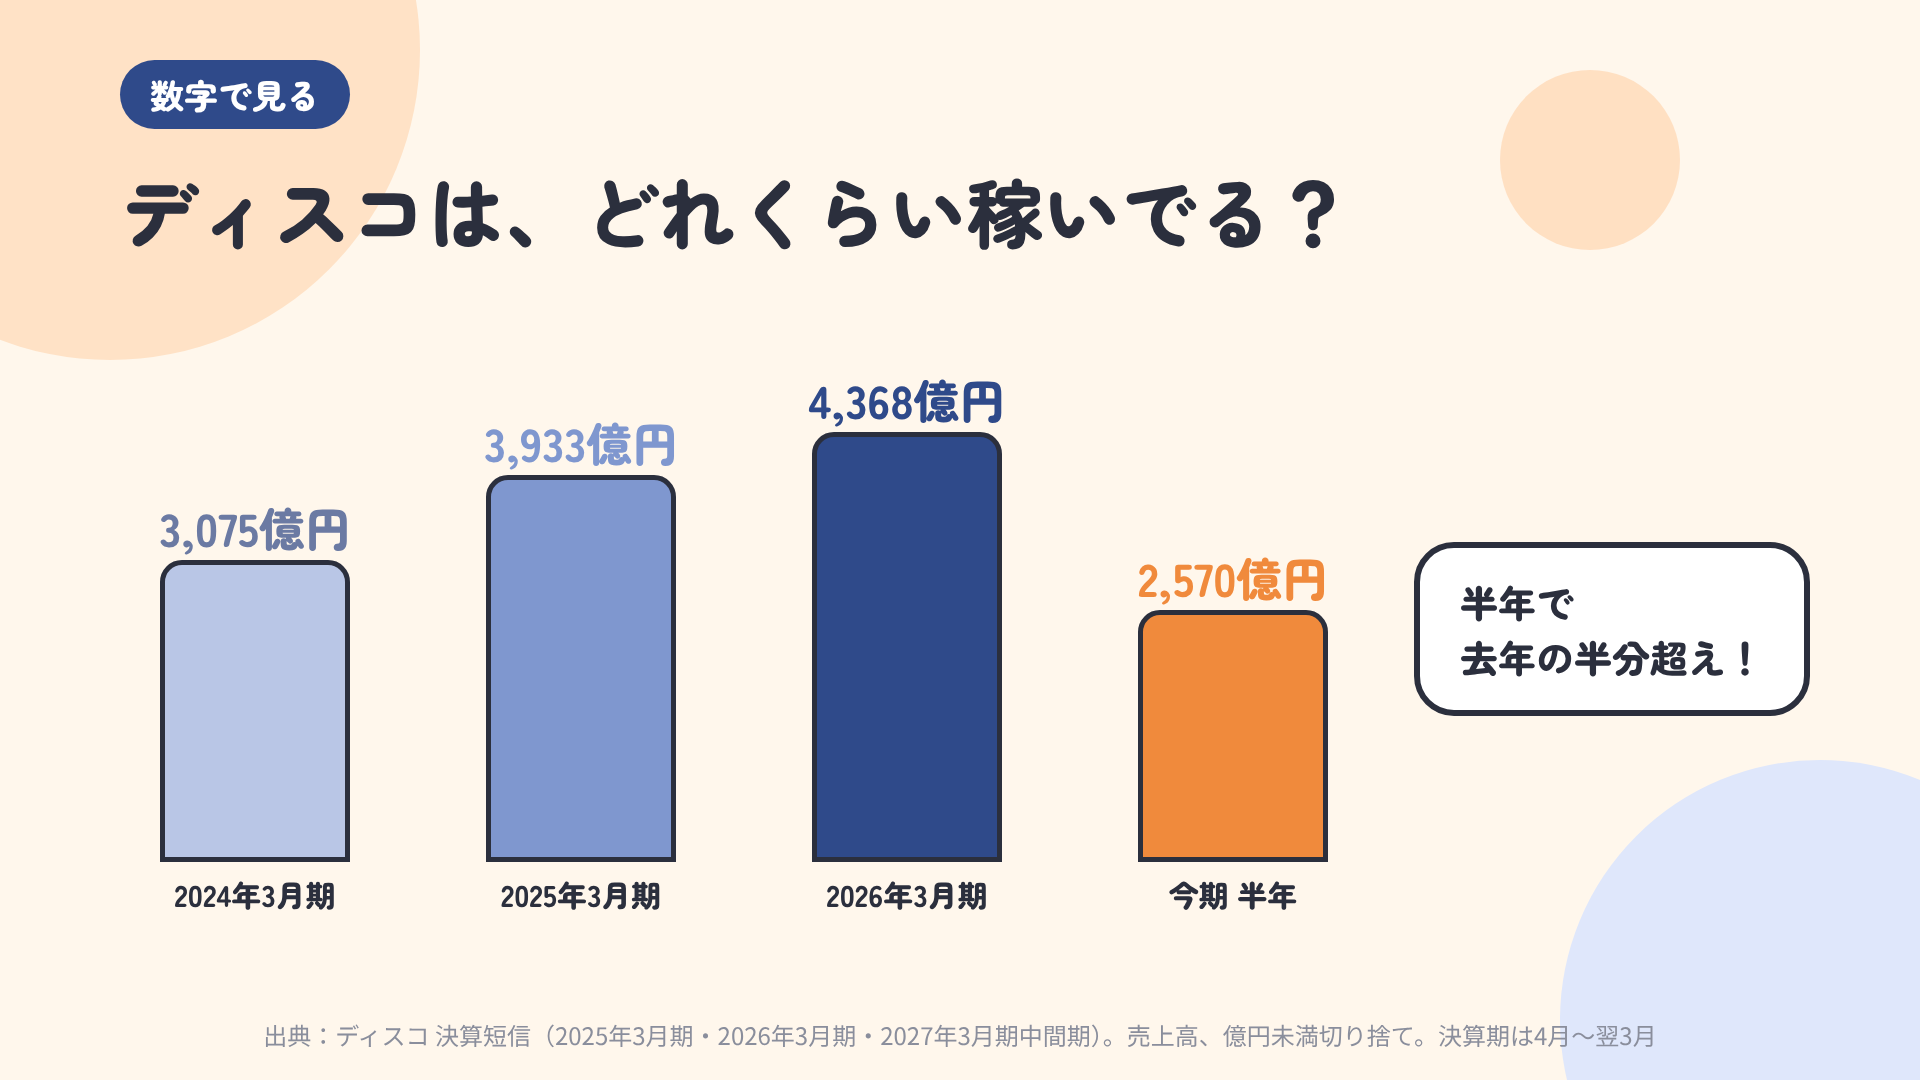 数字で見る
ディスコは、どれくらい稼いでる？
3,075億円
3,933億円
4,368億円
2,570億円
半年で
去年の半分超え！
2024年3月期
2025年3月期
2026年3月期
今期 半年
出典：ディスコ 決算短信（2025年3月期・2026年3月期・2027年3月期中間期）。売上高、億円未満切り捨て。決算期は4月〜翌3月